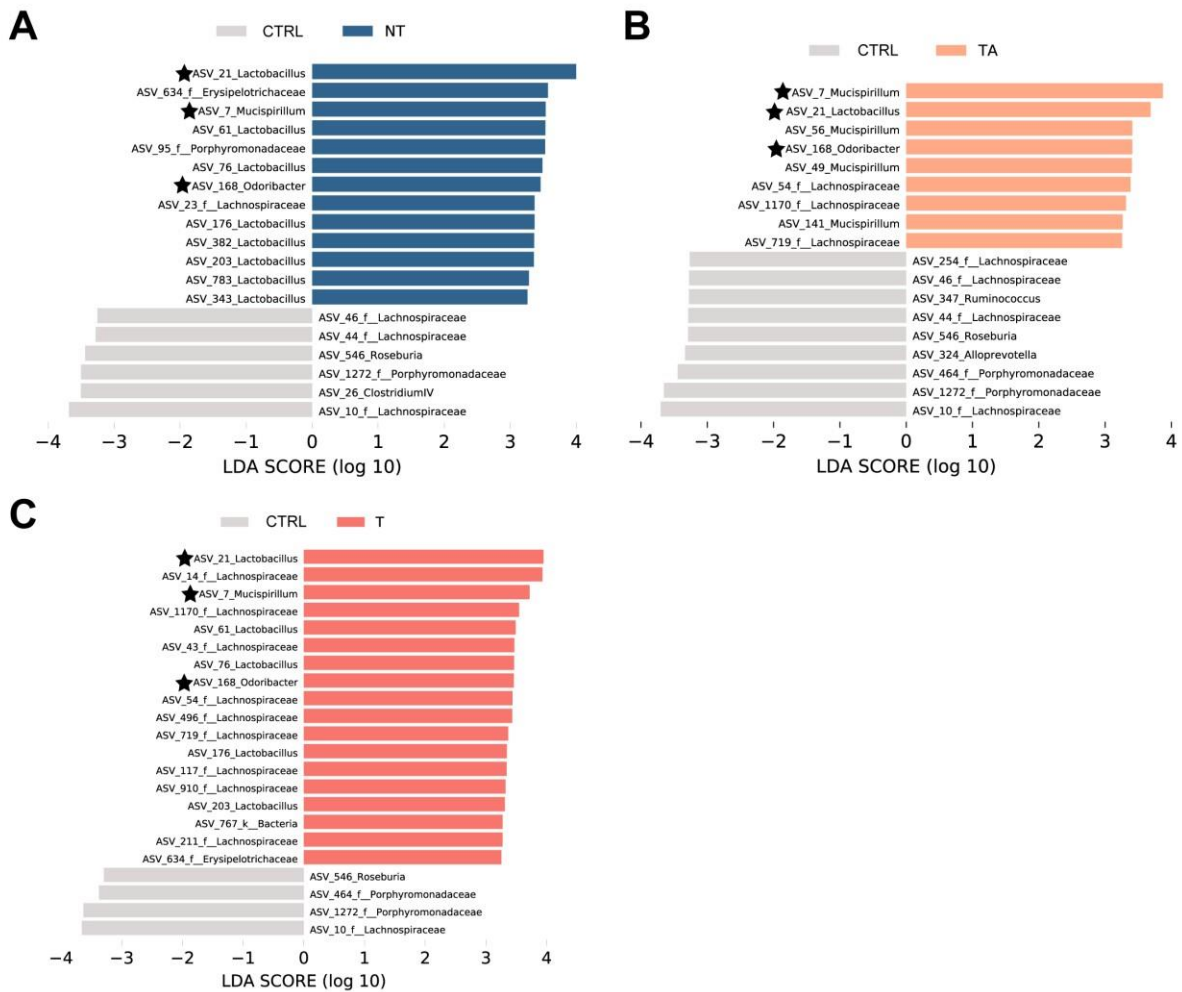 A
CTRL NT
ASV_21_Lactobacillus
ASV_634_f__Erysipelotrichaceae
ASV_7_Mucispirillum
ASV_61_Lactobacillus
ASV_95_f__Porphyromonadaceae
ASV_76_Lactobacillus
ASV_168_Odoribacter
ASV_23_f__Lachnospiraceae
ASV_176_Lactobacillus
ASV_382_Lactobacillus
ASV_203_Lactobacillus
ASV_783_Lactobacillus
ASV_343_Lactobacillus
ASV_46_f__Lachnospiraceae
ASV_44_f__Lachnospiraceae
ASV_546_Roseburia
ASV_1272_f__Porphyromonadaceae
ASV_26_ClostridiumIV
ASV_10_f__Lachnospiraceae
−4 −3 −2 −1 0 1 2 3 4
LDA SCORE (log 10)
B
CTRL TA
ASV_7_Mucispirillum
ASV_21_Lactobacillus
ASV_56_Mucispirillum
ASV_168_Odoribacter
ASV_49_Mucispirillum
ASV_54_f__Lachnospiraceae
ASV_1170_f__Lachnospiraceae
ASV_141_Mucispirillum
ASV_719_f__Lachnospiraceae
ASV_254_f__Lachnospiraceae
ASV_46_f__Lachnospiraceae
ASV_347_Ruminococcus
ASV_44_f__Lachnospiraceae
ASV_546_Roseburia
ASV_324_Alloprevotella
ASV_464_f__Porphyromonadaceae
ASV_1272_f__Porphyromonadaceae
ASV_10_f__Lachnospiraceae
−4 −3 −2 −1 0 1 2 3 4
LDA SCORE (log 10)
C
CTRL T
ASV_21_Lactobacillus
ASV_14_f__Lachnospiraceae
ASV_7_Mucispirillum
ASV_1170_f__Lachnospiraceae
ASV_61_Lactobacillus
ASV_43_f__Lachnospiraceae
ASV_76_Lactobacillus
ASV_168_Odoribacter
ASV_54_f__Lachnospiraceae
ASV_496_f__Lachnospiraceae
ASV_719_f__Lachnospiraceae
ASV_176_Lactobacillus
ASV_117_f__Lachnospiraceae
ASV_910_f__Lachnospiraceae
ASV_203_Lactobacillus
ASV_767_k__Bacteria
ASV_211_f__Lachnospiraceae
ASV_634_f__Erysipelotrichaceae
ASV_546_Roseburia
ASV_464_f__Porphyromonadaceae
ASV_1272_f__Porphyromonadaceae
ASV_10_f__Lachnospiraceae
−4 −3 −2 −1 0 1 2 3 4
LDA SCORE (log 10)